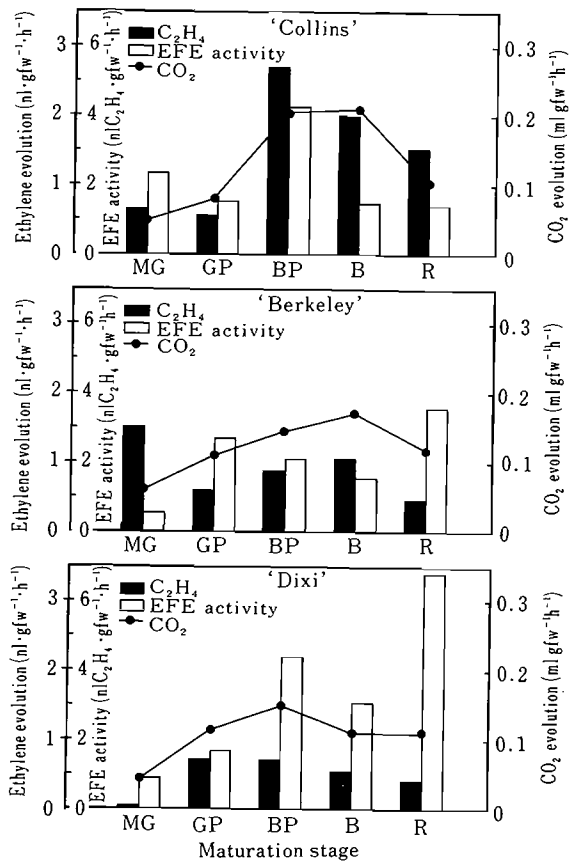 'Collins'
C₂H₄
EFE activity
CO₂
Ethylene evolution (nl·gfw⁻¹·h⁻¹)
3
2
1
0
EFE activity (nlC₂H₄·gfw⁻¹·h⁻¹)
6
4
2
0
CO₂ evolution (ml gfw⁻¹h⁻¹)
0.3
0.2
0.1
0
MG GP BP B R
'Berkeley'
C₂H₄
EFE activity
CO₂
Ethylene evolution (nl·gfw⁻¹·h⁻¹)
3
2
1
0
EFE activity (nlC₂H₄·gfw⁻¹·h⁻¹)
6
4
2
0
CO₂ evolution (ml gfw⁻¹h⁻¹)
0.3
0.2
0.1
0
MG GP BP B R
'Dixi'
C₂H₄
EFE activity
CO₂
Ethylene evolution (nl·gfw⁻¹·h⁻¹)
3
2
1
0
EFE activity (nlC₂H₄·gfw⁻¹·h⁻¹)
6
4
2
0
CO₂ evolution (ml gfw⁻¹h⁻¹)
0.3
0.2
0.1
0
MG GP BP B R
Maturation stage